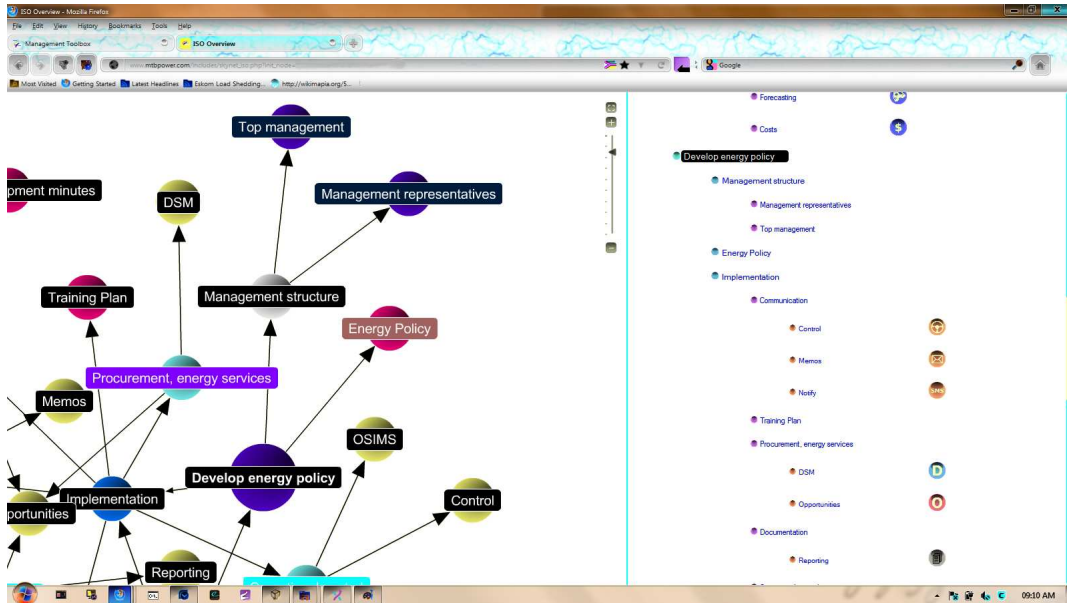 ISO Overview - Mozilla Firefox
File Edit View History Bookmarks Tools Help
Management Toolbox
ISO Overview
www.mtbpower.com
Google
Most Visited Getting Started Latest Headlines Eskom Load Shedding... http://wikimapia.org/5...
Top management
Management representatives
pment minutes
DSM
Training Plan
Management structure
Energy Policy
Procurement, energy services
Memos
OSIMS
Develop energy policy
Implementation
Control
portunities
Reporting
Forecasting
Costs
$
Develop energy policy
Management structure
Management representatives
Top management
Energy Policy
Implementation
Communication
Control
Memos
Notify
SMS
Training Plan
Procurement, energy services
DSM
D
Opportunities
O
Documentation
Reporting
09:10 AM